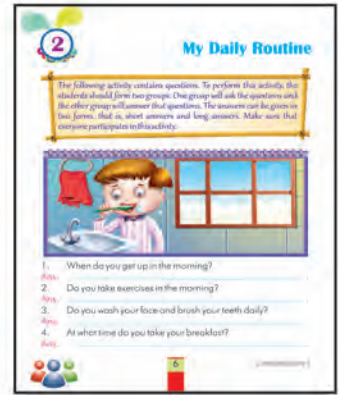 2
My Daily Routine
The following activity contains questions. To perform this activity, the
students should form two groups. One group will ask the questions and
the other group will answer that questions. The answers can be given in
two forms, that is, short answers and long answers. Make sure that
everyone participates in this activity.
1. When do you get up in the morning?
Ans.
2. Do you take exercises in the morning?
Ans.
3. Do you wash your face and brush your teeth daily?
Ans.
4. At what time do you take your breakfast?
Ans.
6